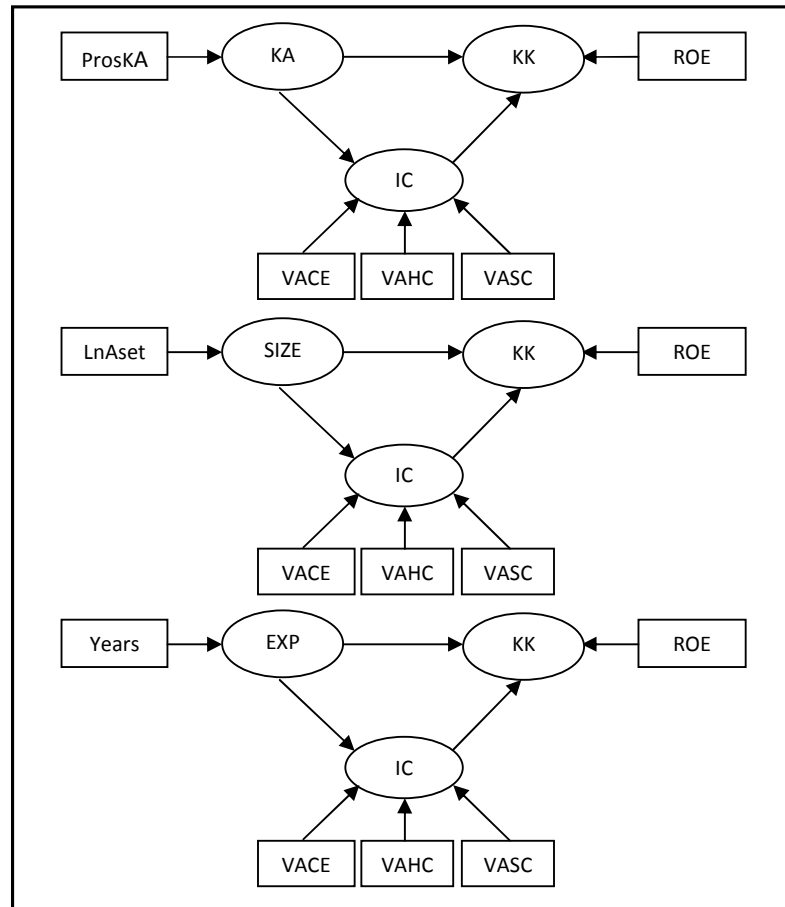 ProsKA KA KK ROE
IC
VACE VAHC VASC
LnAset SIZE KK ROE
IC
VACE VAHC VASC
Years EXP KK ROE
IC
VACE VAHC VASC